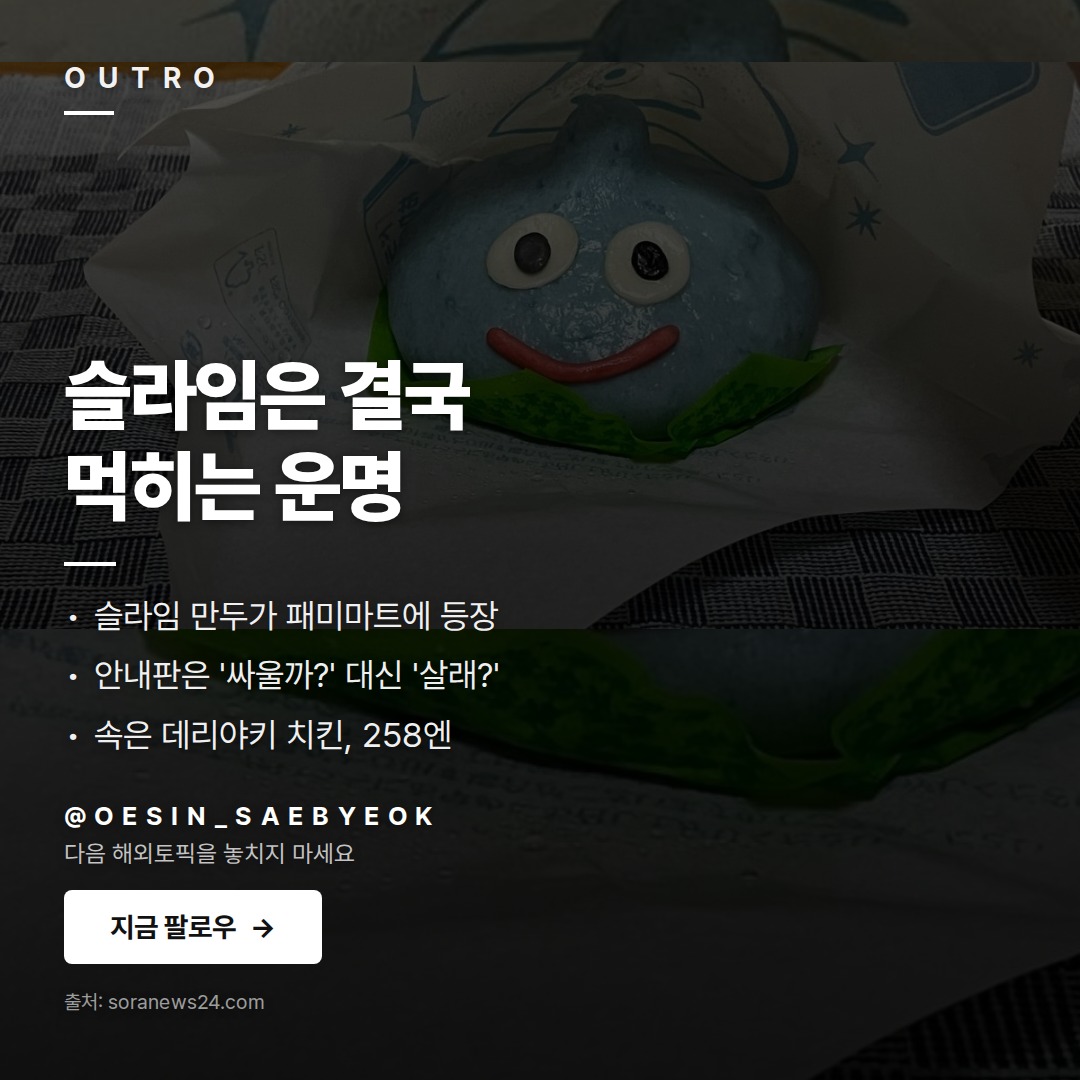 OUTRO
슬라임은 결국
먹히는 운명
• 슬라임 만두가 패미마트에 등장
• 안내판은 '싸울까?' 대신 '살래?'
• 속은 데리야키 치킨, 258엔
@OESIN_SAEBYEOK
다음 해외토픽을 놓치지 마세요
지금 팔로우 →
출처: soranews24.com